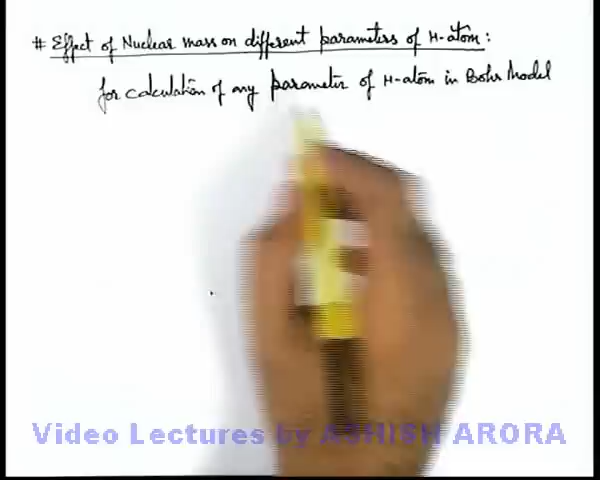 # Effect of Nuclear mass on different parameters of H-atom :
for calculation of any parameter of H-atom in Bohr Model
Video Lectures by ASHISH ARORA